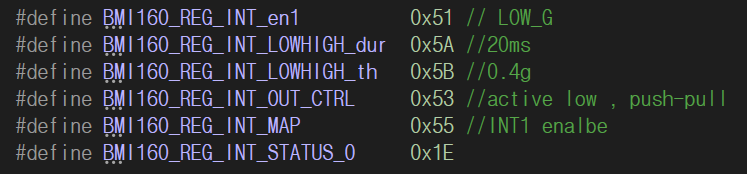 #define BMI160_REG_INT_en1 0x51 // LOW_G
#define BMI160_REG_INT_LOWHIGH_dur 0x5A //20ms
#define BMI160_REG_INT_LOWHIGH_th 0x5B //0.4g
#define BMI160_REG_INT_OUT_CTRL 0x53 //active low , push-pull
#define BMI160_REG_INT_MAP 0x55 //INT1 enalbe
#define BMI160_REG_INT_STATUS_0 0x1E